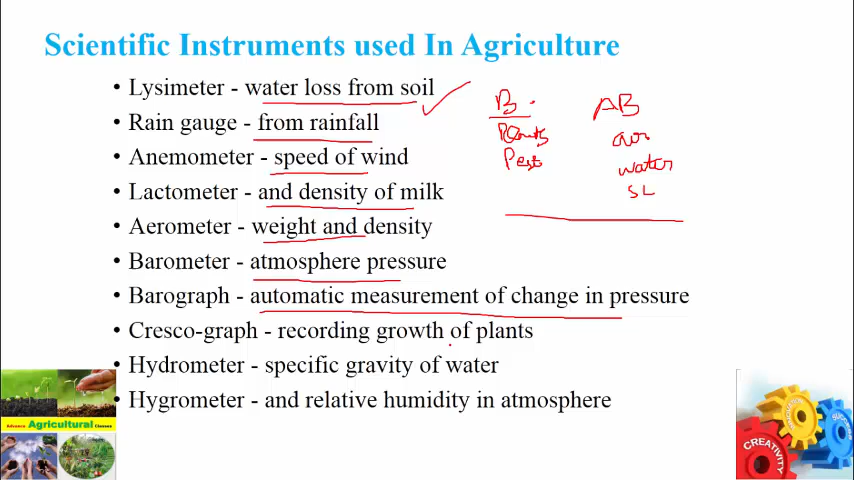 Scientific Instruments used In Agriculture
• Lysimeter - water loss from soil
• Rain gauge - from rainfall
• Anemometer - speed of wind
• Lactometer - and density of milk
• Aerometer - weight and density
• Barometer - atmosphere pressure
• Barograph - automatic measurement of change in pressure
• Cresco-graph - recording growth of plants
• Hydrometer - specific gravity of water
• Hygrometer - and relative humidity in atmosphere
B
Pest
AB
air
water
SL
Advance Agricultural Classes
INNOVATION
SUCCESS
CREATIVITY